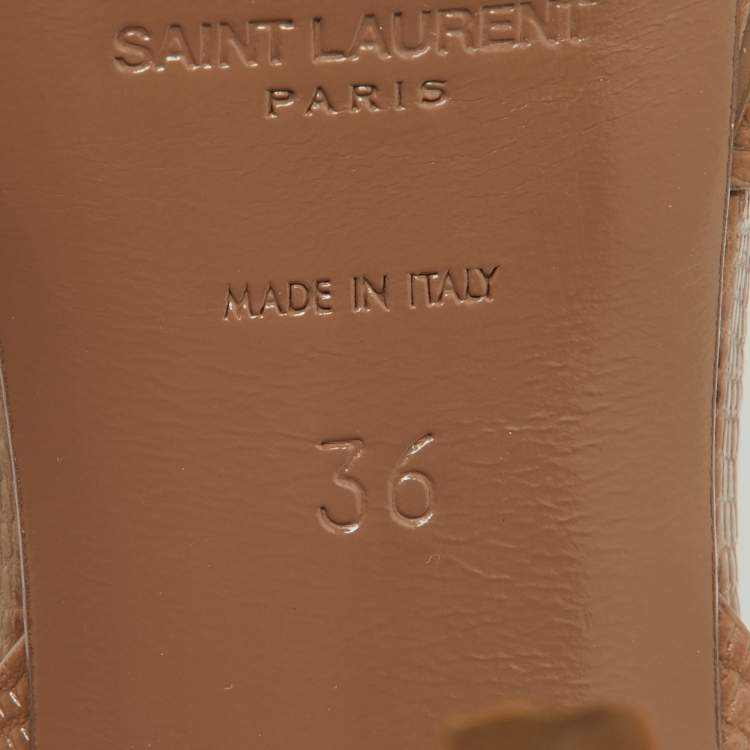 SAINT LAURENT
PARIS
MADE IN ITALY
36